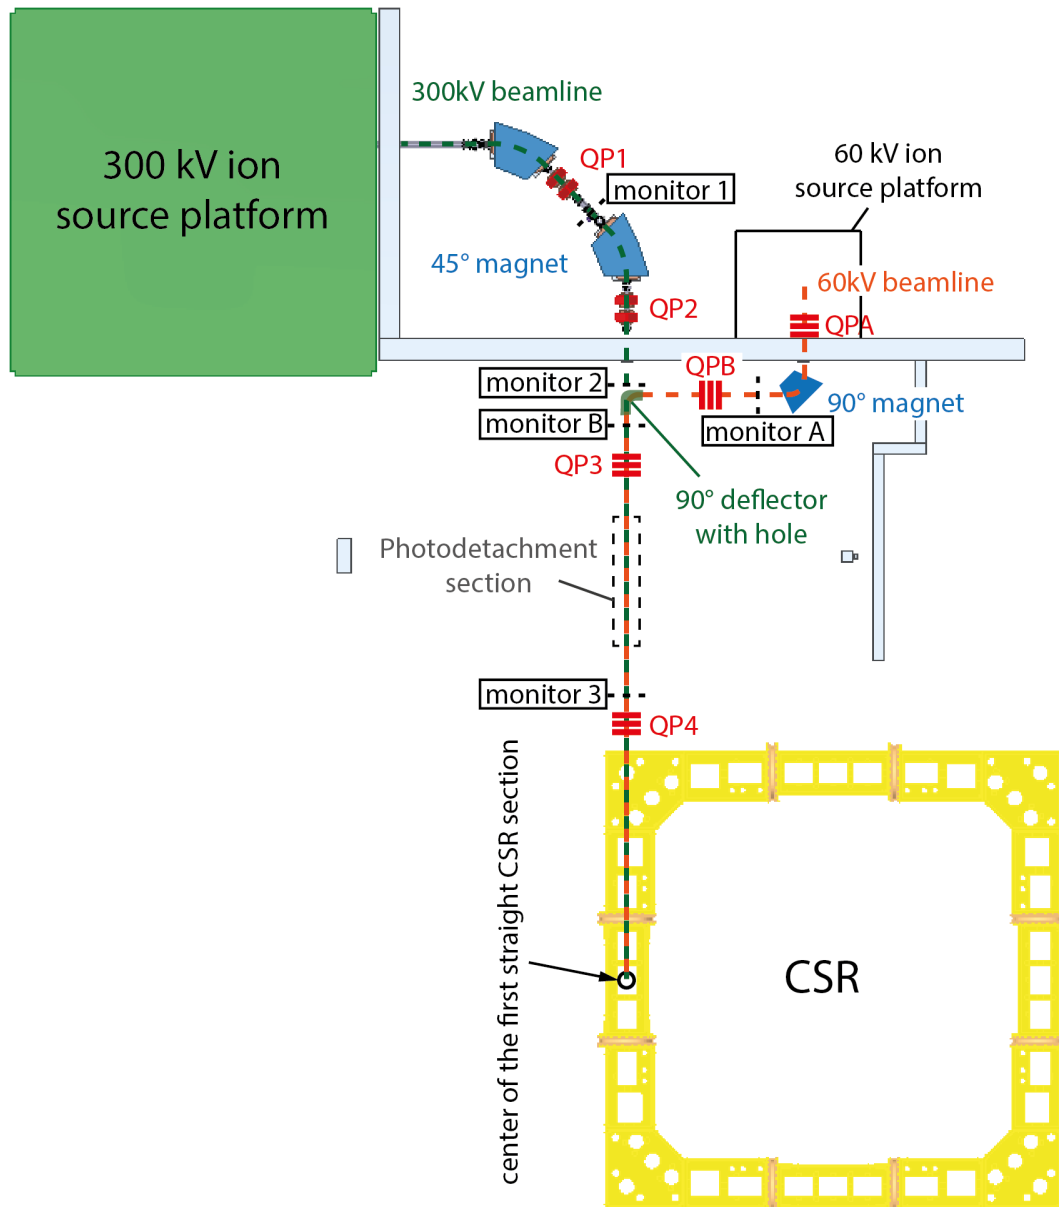 300kV beamline
300 kV ion
source platform
QP1
monitor 1
60 kV ion
source platform
45° magnet
60kV beamline
QP2
QPA
QPB
monitor 2
90° magnet
monitor B
monitor A
QP3
90° deflector
with hole
Photodetachment
section
monitor 3
QP4
center of the first straight CSR section
CSR